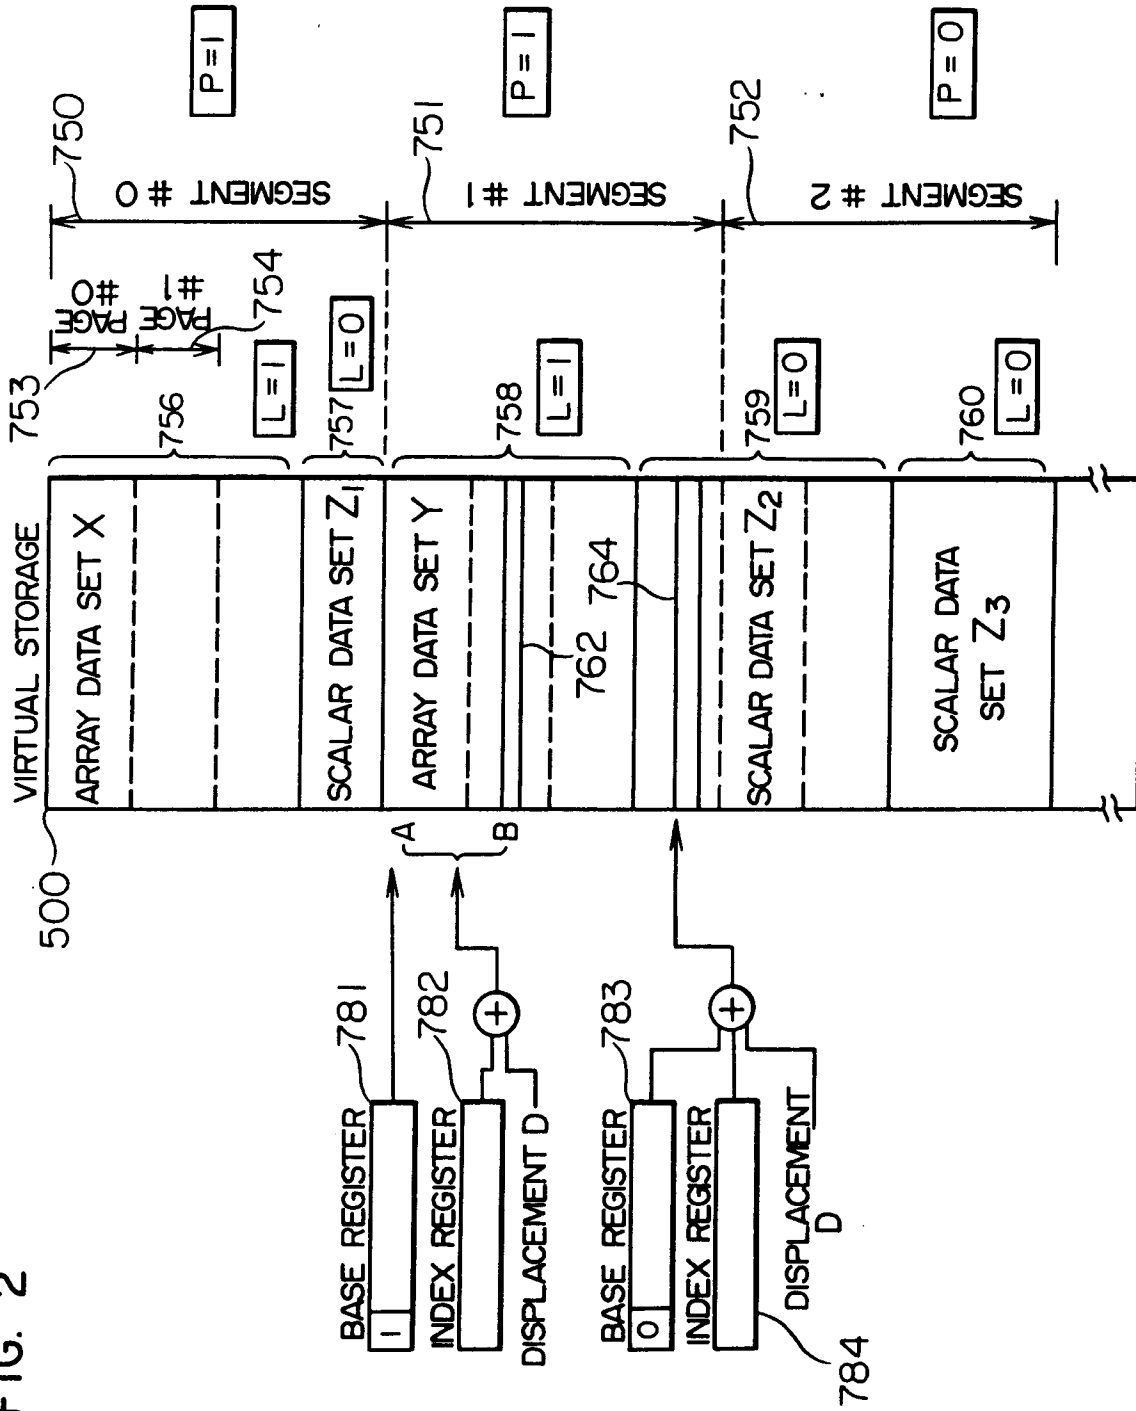 FIG. 2
VIRTUAL STORAGE
500
ARRAY DATA SET X
SCALAR DATA SET Z1
ARRAY DATA SET Y
SCALAR DATA SET Z2
SCALAR DATA
SET Z3
762
764
753
PAGE
#0
PAGE
#1
754
756
L=1
757
L=0
758
L=1
759
L=0
760
L=0
750
SEGMENT #0
P=1
751
SEGMENT #1
P=1
752
SEGMENT #2
P=0
A
B
BASE REGISTER
781
1
INDEX REGISTER
782
+
DISPLACEMENT D
BASE REGISTER
783
0
INDEX REGISTER
784
+
DISPLACEMENT
D